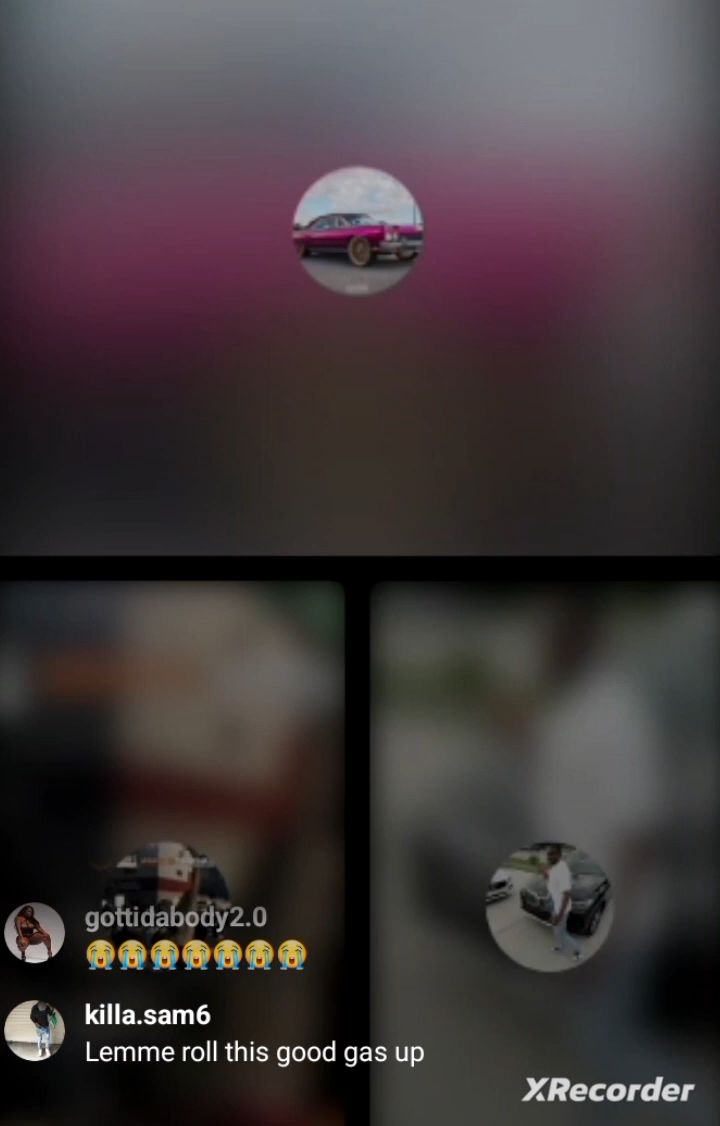 gottidabody2.0
😭😭😭😭😭😭😭
killa.sam6
Lemme roll this good gas up
XRecorder